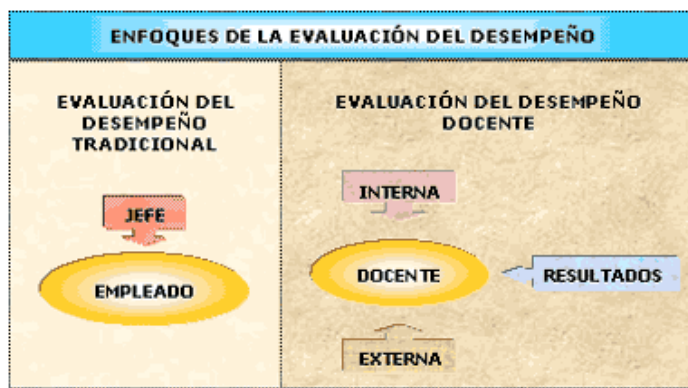 ENFOQUES DE LA EVALUACIÓN DEL DESEMPEÑO
EVALUACIÓN DEL
DESEMPEÑO
TRADICIONAL
JEFE
EMPLEADO
EVALUACIÓN DEL DESEMPEÑO
DOCENTE
INTERNA
DOCENTE
RESULTADOS
EXTERNA